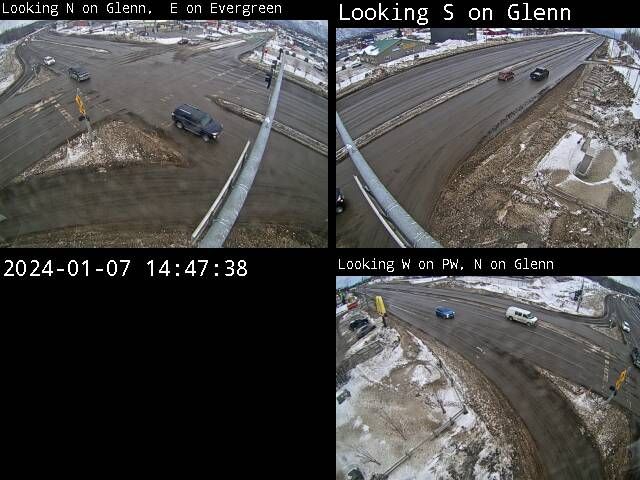 Looking N on Glenn,  E on Evergreen
Looking S on Glenn
2024-01-07 14:47:38
Looking W on PW, N on Glenn